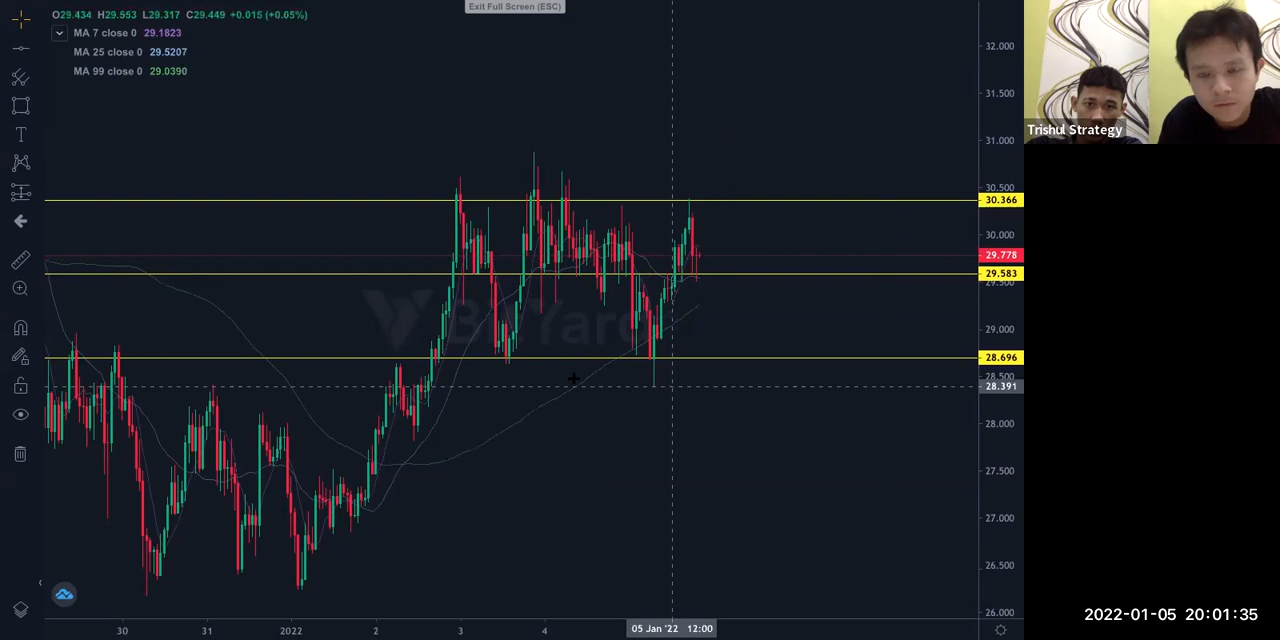 Exit Full Screen (ESC)
O29.434 H29.553 L29.317 C29.449 +0.015 (+0.05%)
MA 7 close 0 29.1823
MA 25 close 0 29.5207
MA 99 close 0 29.0390
Trishul Strategy
32.000
31.500
31.000
30.500
30.366
30.000
29.778
29.583
29.500
29.000
28.696
28.500
28.391
28.000
27.500
27.000
26.500
26.000
BitYard
T
30 31 2022 2 3 4 05 Jan '22 12:00
2022-01-05 20:01:35